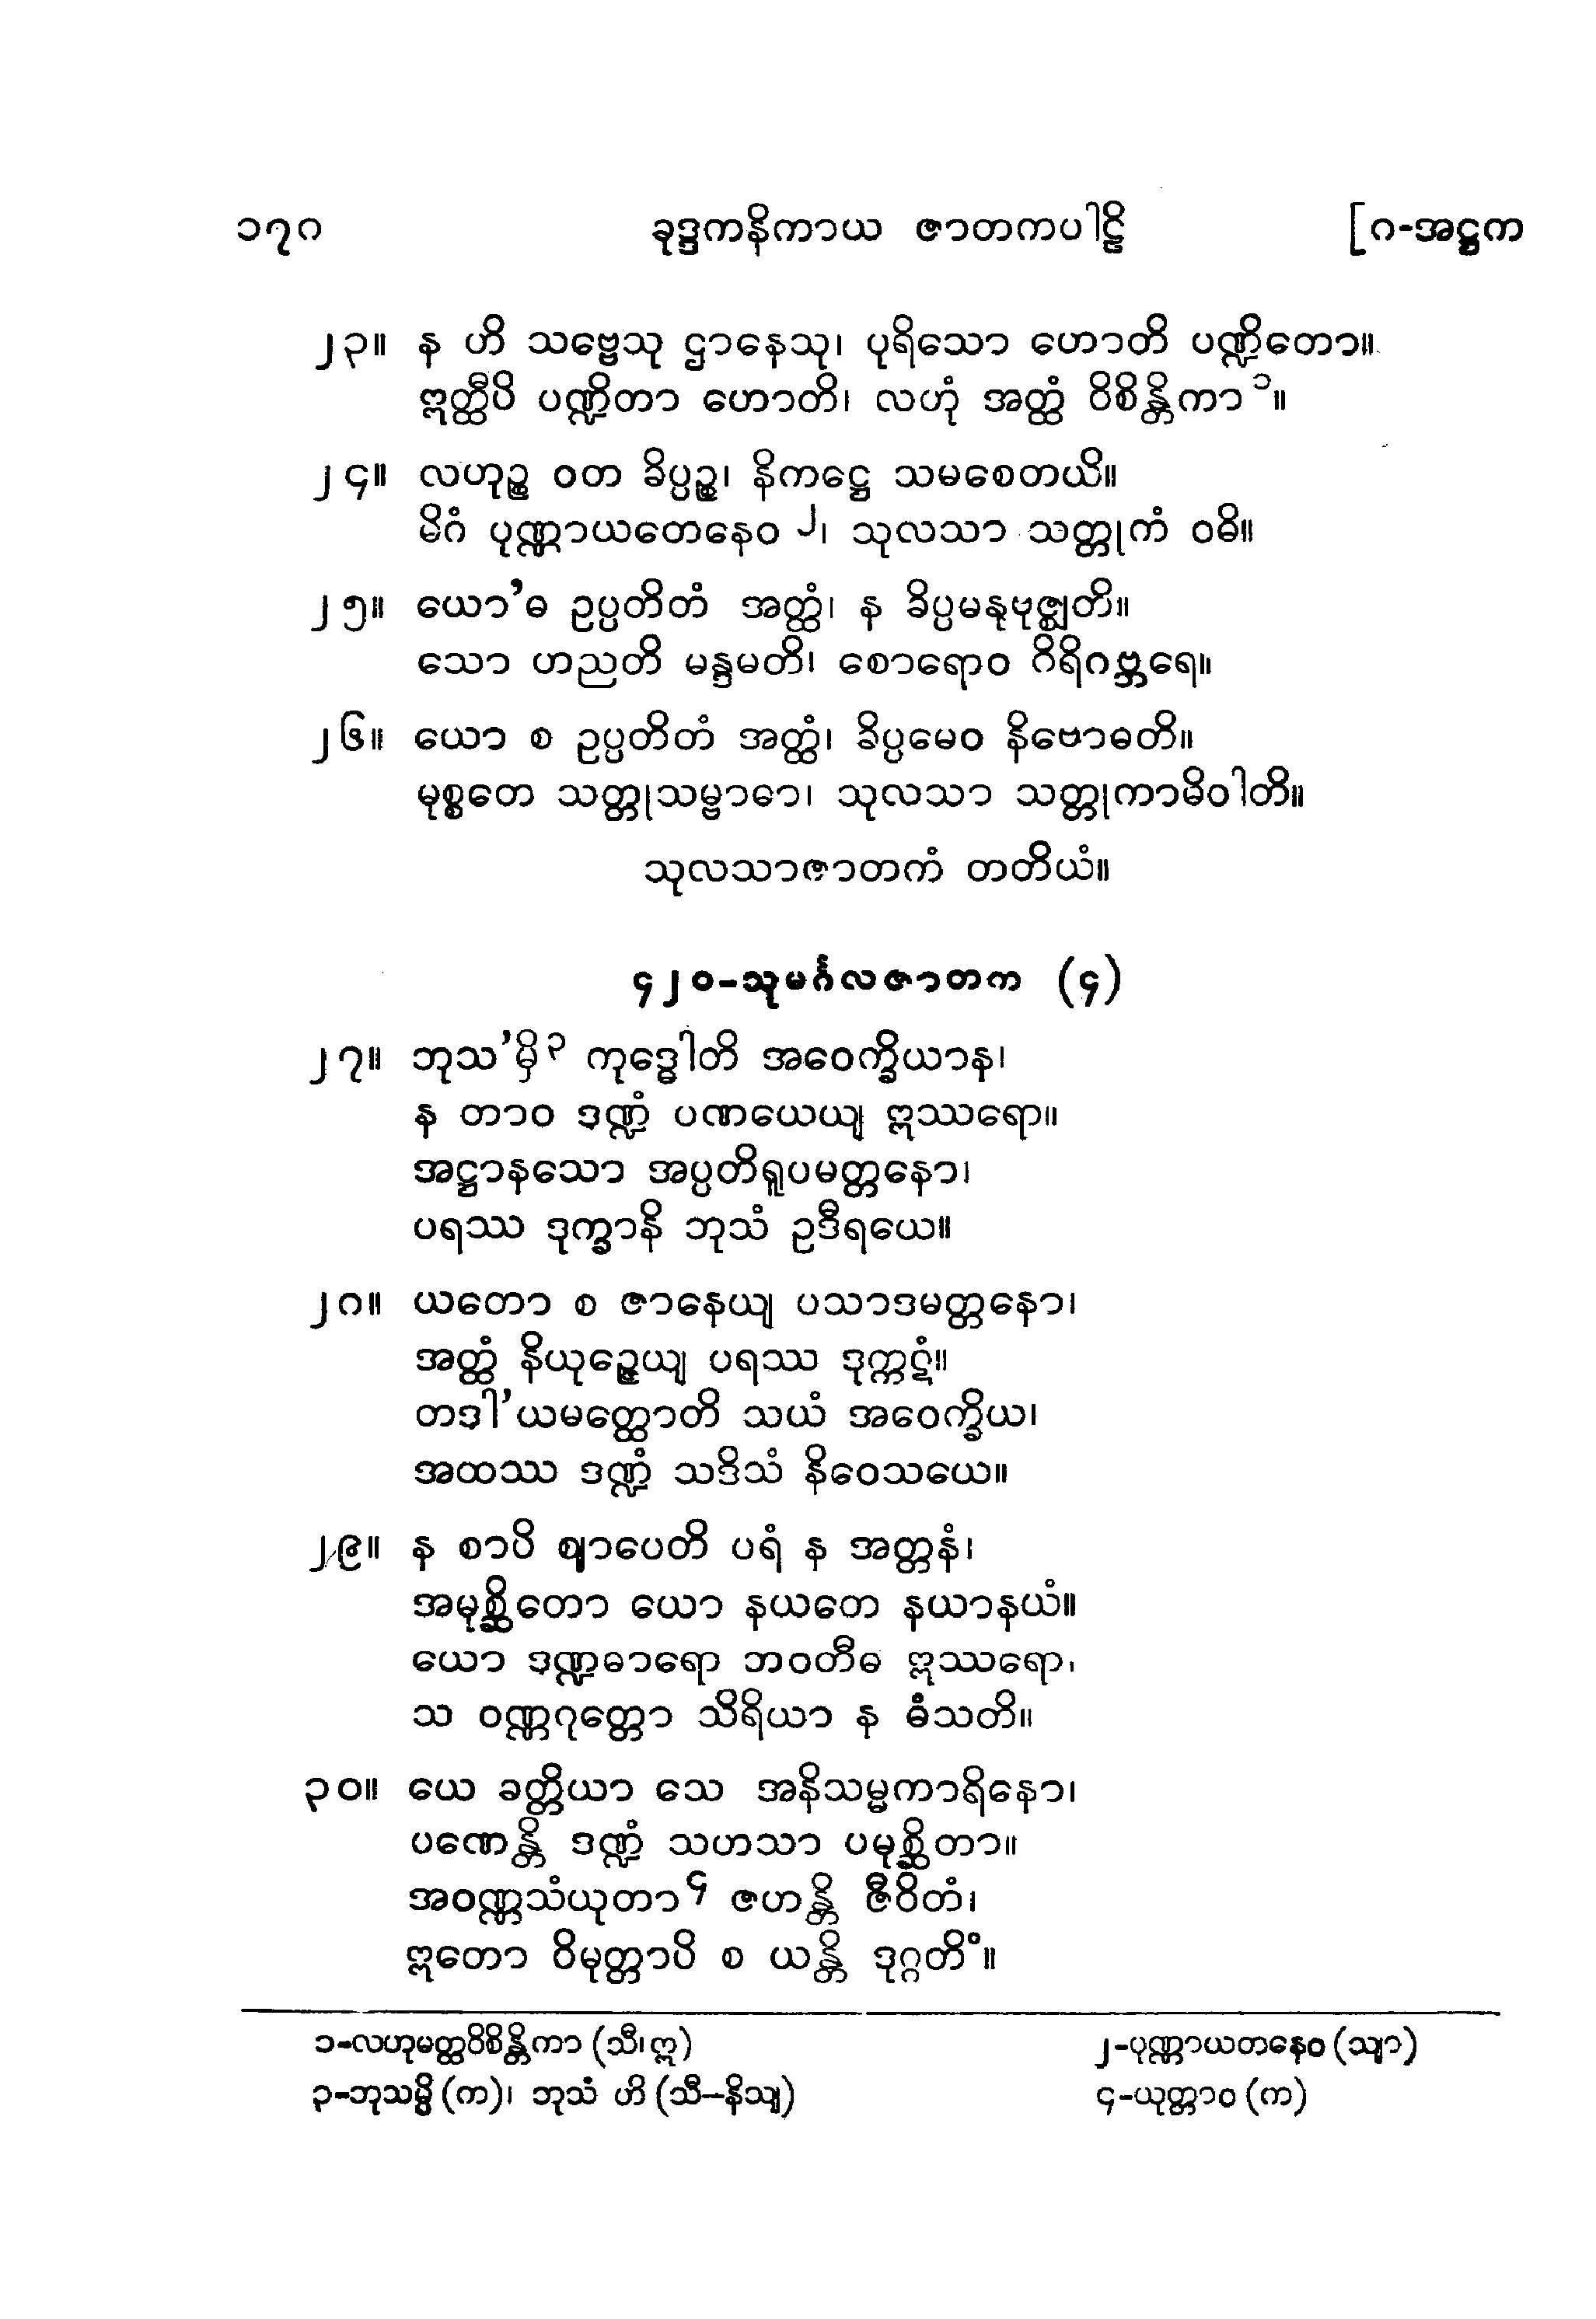 ၁၇၈ ခုဒ္ဒကနိကာယ ဇာတကပါဠိ [၈-အဋ္ဌက
၂၃။ န ဟိ သဗ္ဗေသု ဌာနေသု၊ ပုရိသော ဟောတိ ပဏ္ဍိတော။
ဣတ္ထီပိ ပဏ္ဍိတာ ဟောတိ၊ လဟုံ အတ္ထံ ဝိစိန္တိကာ ၁။
၂၄။ လဟုဉ္စ ဝတ ခိပ္ပဉ္စ၊ နိကဋ္ဌေ သမစေတယိ။
မိဂံ ပုဏ္ဏာယတေနေဝ ၂၊ သုလသာ သတ္တုကံ ဝဓိ။
၂၅။ ယော’ဓ ဥပ္ပတိတံ အတ္ထံ၊ န ခိပ္ပမနုဗုဇ္ဈတိ။
သော ဟညတိ မန္ဒမတိ၊ စောရောဝ ဂိရိဂဗ္ဘရေ။
၂၆။ ယော စ ဥပ္ပတိတံ အတ္ထံ၊ ခိပ္ပမေဝ နိဗောဓတိ။
မုစ္စတေ သတ္တုသမ္ဗာဓာ၊ သုလသာ သတ္တုကာမိဝါတိ။
သုလသာဇာတကံ တတိယံ။
၄၂၀-သုမင်္ဂလဇာတက (၄)
၂၇။ ဘုသ’မှိ ၃ ကုဒ္ဓေါတိ အဝေက္ခိယာန၊
န တာဝ ဒဏ္ဍံ ပဏယေယျ ဣဿရော။
အဋ္ဌာနသော အပ္ပတိရူပမတ္တနော၊
ပရဿ ဒုက္ခာနိ ဘုသံ ဥဒီရယေ။
၂၈။ ယတော စ ဇာနေယျ ပသာဒမတ္တနော၊
အတ္ထံ နိယုဉ္ဇေယျ ပရဿ ဒုက္ကဋံ။
တဒါ’ယမတ္ထောတိ သယံ အဝေက္ခိယ၊
အထဿ ဒဏ္ဍံ သဒိသံ နိဝေသယေ။
၂၉။ န စာပိ ဈာပေတိ ပရံ န အတ္တနံ၊
အမုစ္ဆိတော ယော နယတေ နယာနယံ။
ယော ဒဏ္ဍဓာရော ဘဝတီဓ ဣဿရော၊
သ ဝဏ္ဏဂုတ္တော သိရိယာ န ဓံသတိ။
၃၀။ ယေ ခတ္တိယာ သေ အနိသမ္မကာရိနော၊
ပဏေန္တိ ဒဏ္ဍံ သဟသာ ပမုစ္ဆိတာ။
အဝဏ္ဏသံယုတာ ၄ ဇဟန္တိ ဇီဝိတံ၊
ဣတော ဝိမုတ္တာပိ စ ယန္တိ ဒုဂ္ဂတိံ။
၁-လဟုမတ္ထဝိစိန္တိကာ (သီ၊ဣ) ၂-ပုဏ္ဏာယတနေဝ (သျာ)
၃-ဘုသမ္ဟိ (က)၊ ဘုသံ ဟိ (သီ–နိသျ) ၄-ယုတ္တာဝ (က)